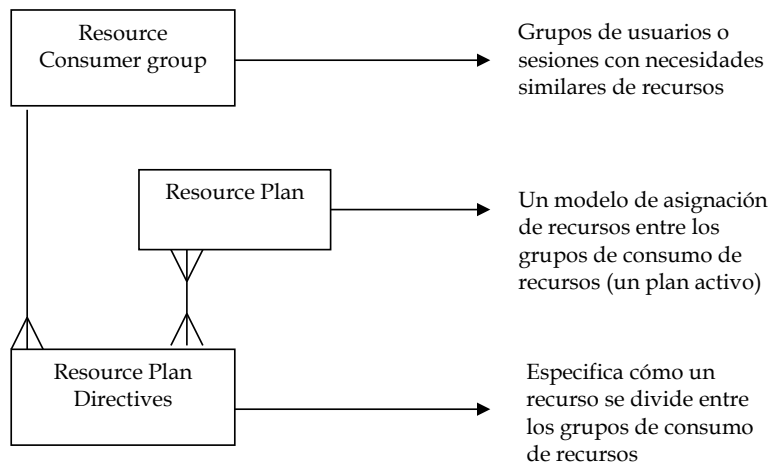 Resource
Consumer group
Grupos de usuarios o
sesiones con necesidades
similares de recursos
Resource Plan
Un modelo de asignación
de recursos entre los
grupos de consumo de
recursos (un plan activo)
Resource Plan
Directives
Especifica cómo un
recurso se divide entre
los grupos de consumo
de recursos